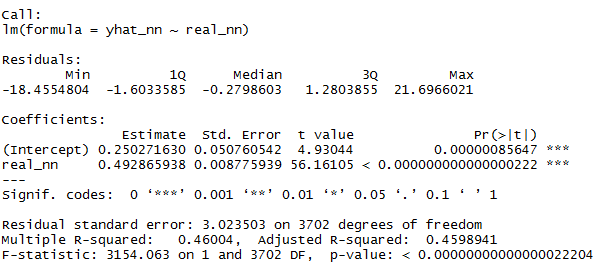 Call:
lm(formula = yhat_nn ~ real_nn)
Residuals:
Min 1Q Median 3Q Max
-18.4554804 -1.6033585 -0.2798603 1.2803855 21.6966021
Coefficients:
Estimate Std. Error t value Pr(>|t|)
(Intercept) 0.250271630 0.050760542 4.93044 0.00000085647 ***
real_nn 0.492865938 0.008775939 56.16105 < 0.000000000000000222 ***
---
Signif. codes: 0 ‘***’ 0.001 ‘**’ 0.01 ‘*’ 0.05 ‘.’ 0.1 ‘ ’ 1
Residual standard error: 3.023503 on 3702 degrees of freedom
Multiple R-squared: 0.46004, Adjusted R-squared: 0.4598941
F-statistic: 3154.063 on 1 and 3702 DF, p-value: < 0.00000000000000022204